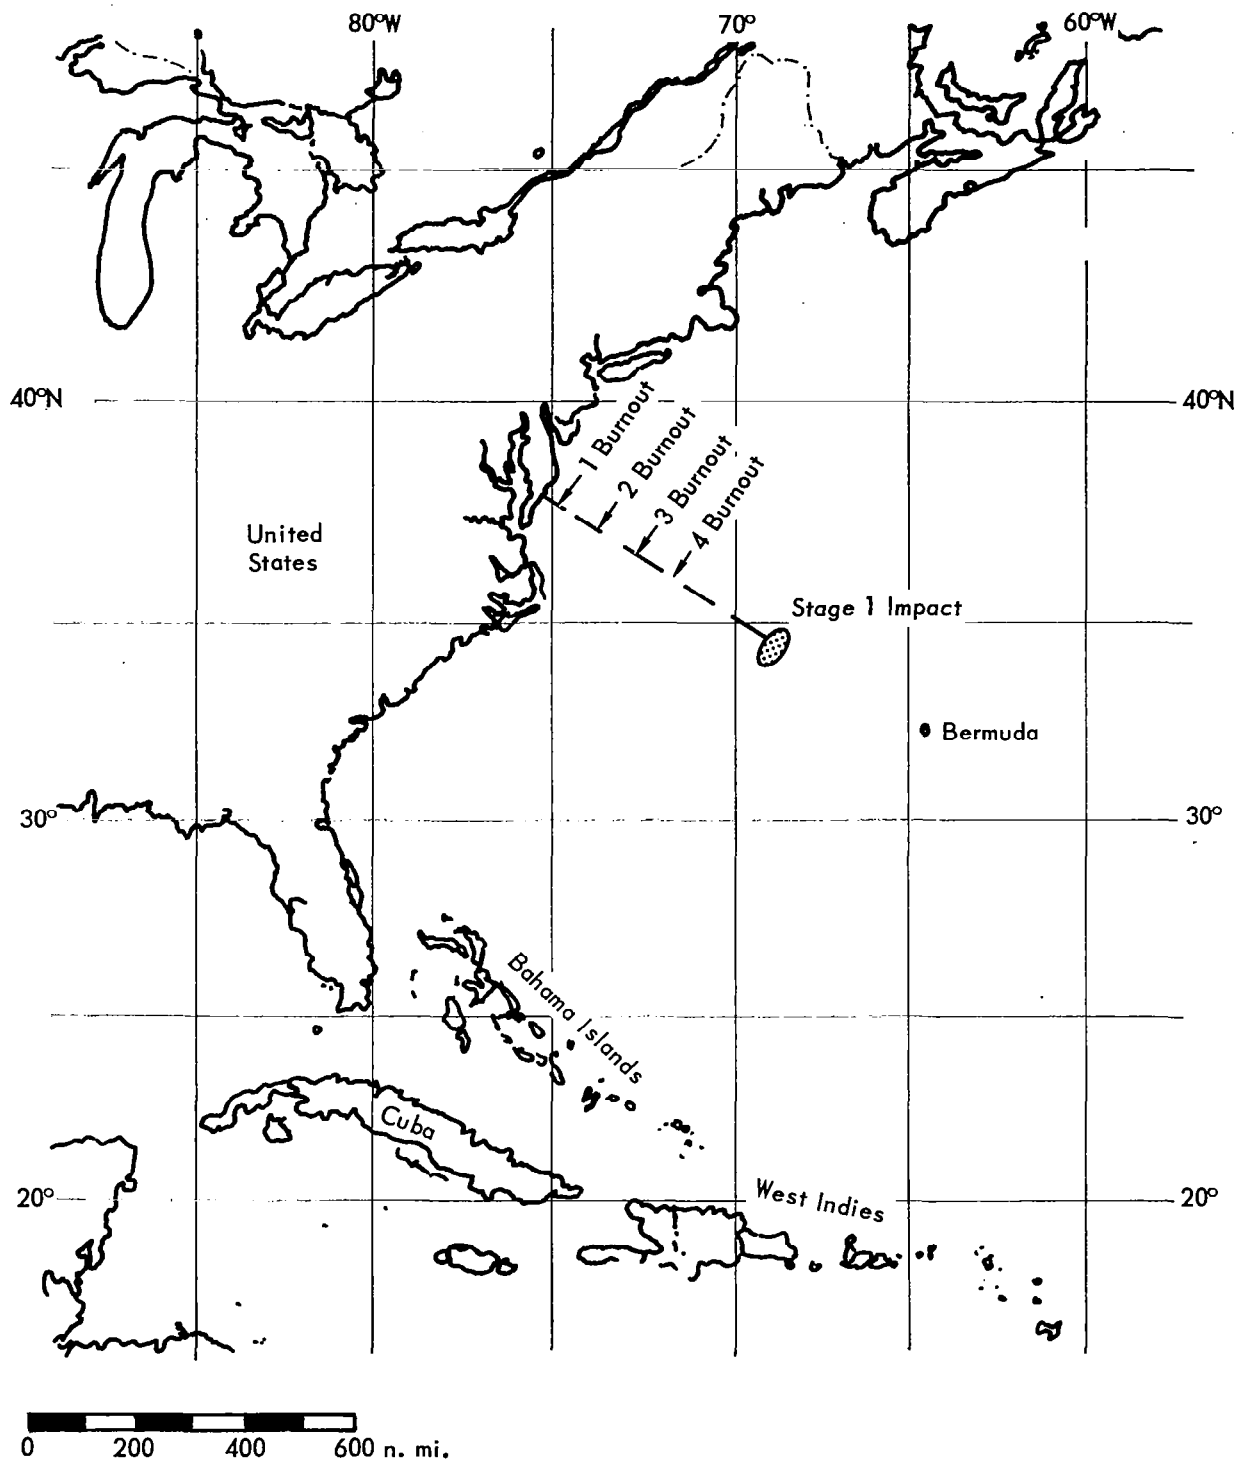 80°W
70°
60°W
40°N
40°N
1 Burnout
2 Burnout
3 Burnout
4 Burnout
United
States
Stage 1 Impact
Bermuda
30°
30°
Bahama Islands
Cuba
20°
West Indies
20°
0 200 400 600 n. mi.